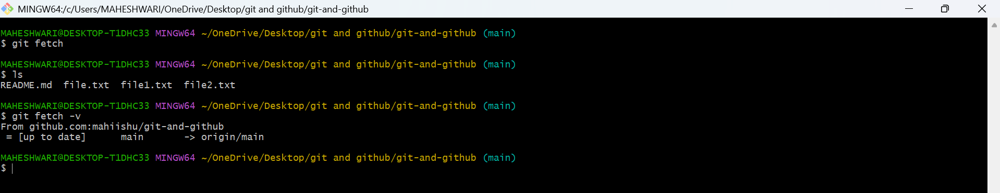 MINGW64:/c/Users/MAHESHWARI/OneDrive/Desktop/git and github/git-and-github
MAHESHWARI@DESKTOP-T1DHC33 MINGW64 ~/OneDrive/Desktop/git and github/git-and-github (main)
$ git fetch
MAHESHWARI@DESKTOP-T1DHC33 MINGW64 ~/OneDrive/Desktop/git and github/git-and-github (main)
$ ls
README.md  file.txt  file1.txt  file2.txt
MAHESHWARI@DESKTOP-T1DHC33 MINGW64 ~/OneDrive/Desktop/git and github/git-and-github (main)
$ git fetch -v
From github.com:mahiishu/git-and-github
 = [up to date]      main       -> origin/main
MAHESHWARI@DESKTOP-T1DHC33 MINGW64 ~/OneDrive/Desktop/git and github/git-and-github (main)
$